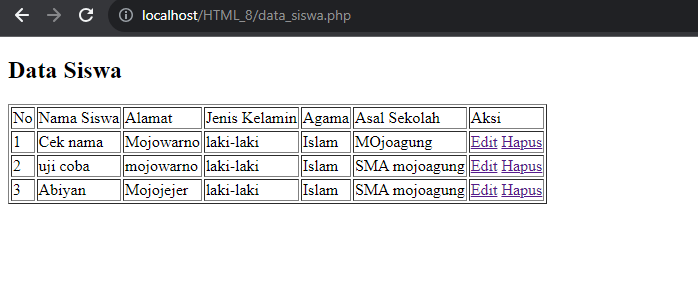 localhost/HTML_8/data_siswa.php
Data Siswa
No Nama Siswa Alamat Jenis Kelamin Agama Asal Sekolah Aksi
1 Cek nama Mojowarno laki-laki Islam MOjoagung Edit Hapus
2 uji coba mojowarno laki-laki Islam SMA mojoagung Edit Hapus
3 Abiyan Mojojejer laki-laki Islam SMA mojoagung Edit Hapus